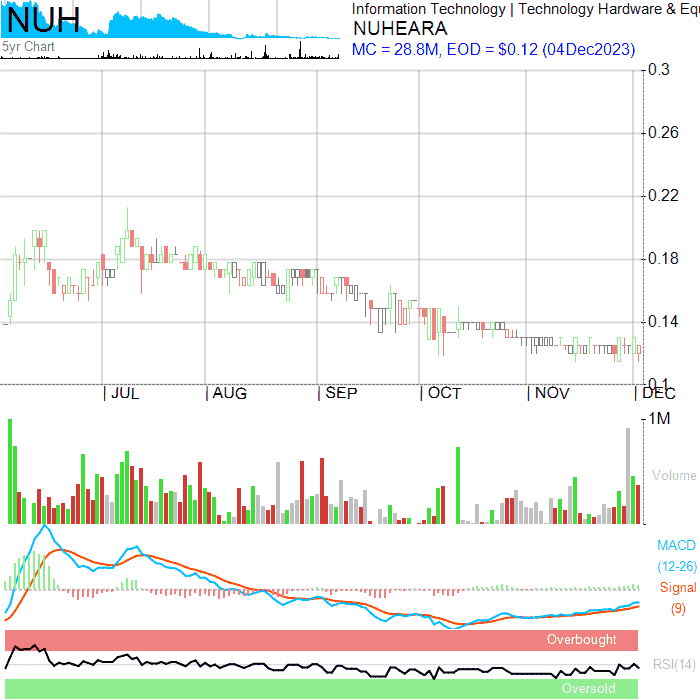 NUH
5yr Chart
Information Technology | Technology Hardware & Equ
NUHEARA
MC = 28.8M, EOD = $0.12 (04Dec2023)
0.3
0.26
0.22
0.18
0.14
0.1
| JUL | AUG | SEP | OCT | NOV | DEC
1M
Volume
MACD
(12-26)
Signal
(9)
Overbought
RSI(14)
Oversold